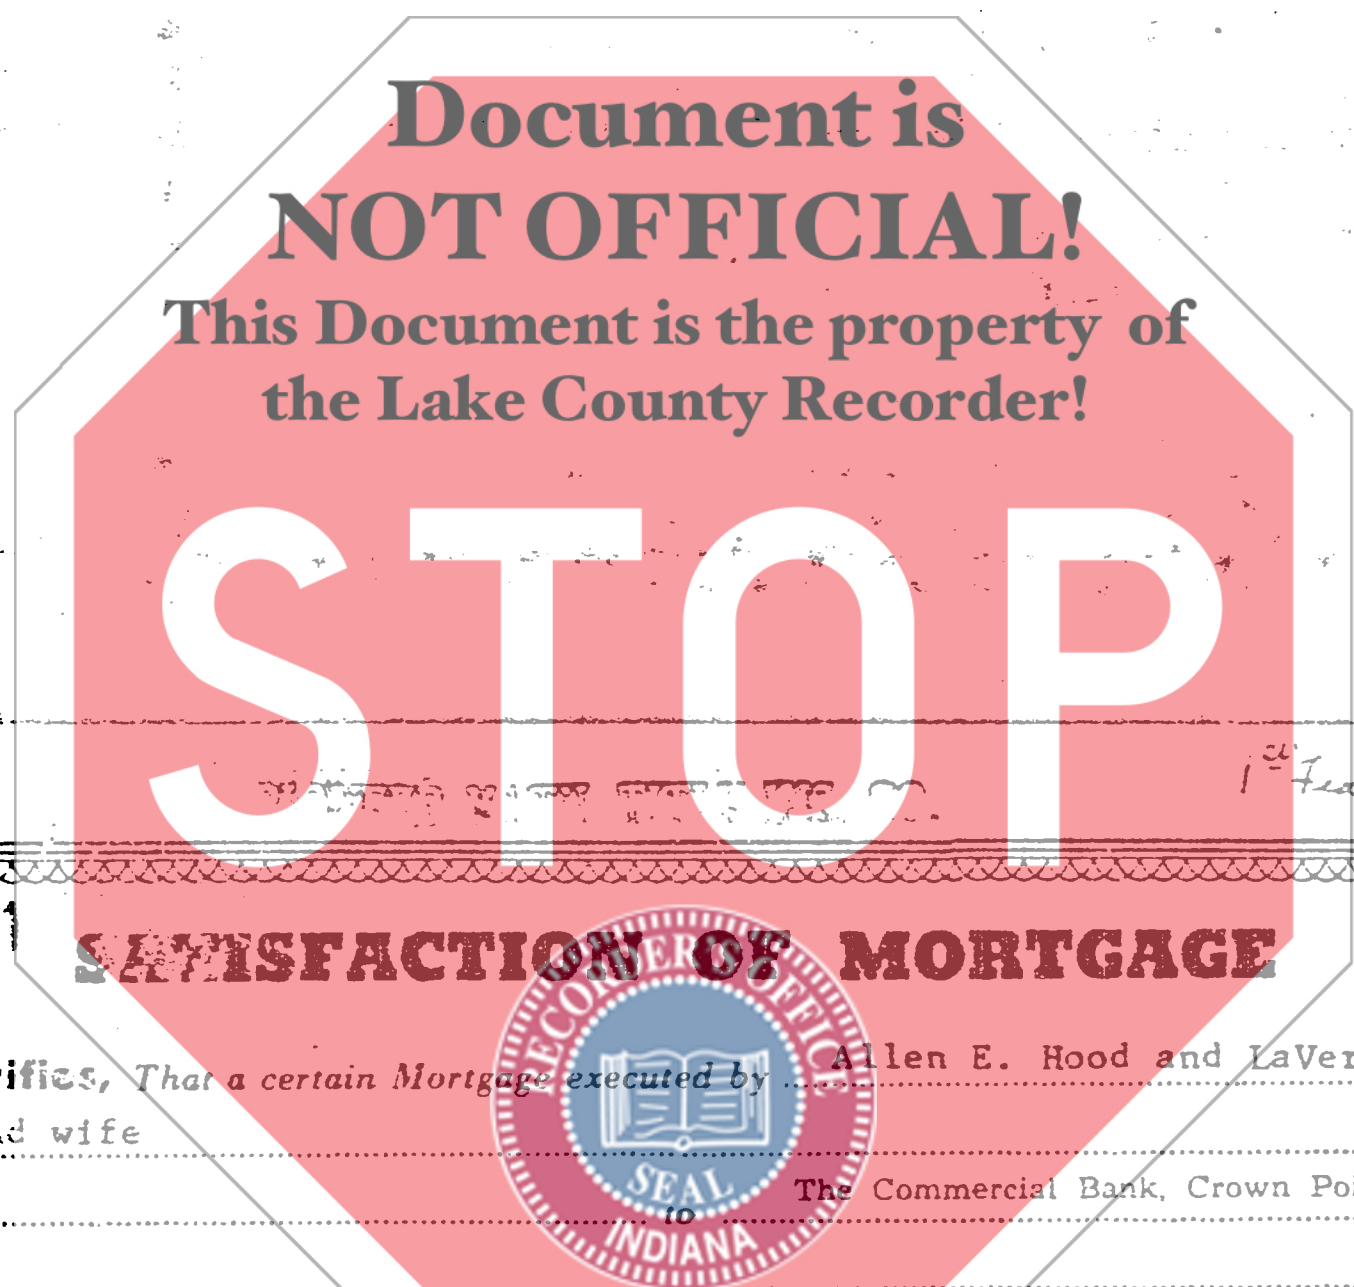 Document is
NOT OFFICIAL!
This Document is the property of
the Lake County Recorder!
STOP
SATISFACTION OF MORTGAGE
RECORDER'S OFFICE
That a certain Mortgage executed by Allen E. Hood and
wife
The Commercial Bank, Crown
SEAL
to
INDIANA